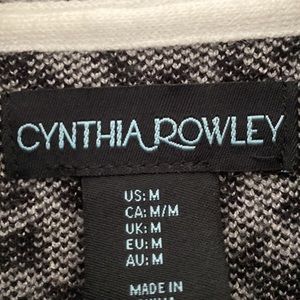 CYNTHIA ROWLEY
US: M
CA: M/M
UK: M
EU: M
AU: M
MADE IN